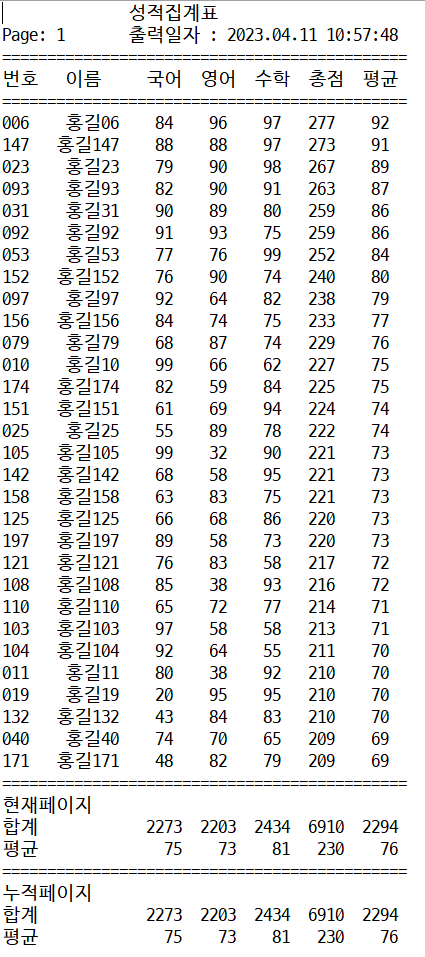 성적집계표
Page: 1 출력일자 : 2023.04.11 10:57:48
=============================================
번호 이름 국어 영어 수학 총점 평균
=============================================
006 홍길06 84 96 97 277 92
147 홍길147 88 88 97 273 91
023 홍길23 79 90 98 267 89
093 홍길93 82 90 91 263 87
031 홍길31 90 89 80 259 86
092 홍길92 91 93 75 259 86
053 홍길53 77 76 99 252 84
152 홍길152 76 90 74 240 80
097 홍길97 92 64 82 238 79
156 홍길156 84 74 75 233 77
079 홍길79 68 87 74 229 76
010 홍길10 99 66 62 227 75
174 홍길174 82 59 84 225 75
151 홍길151 61 69 94 224 74
025 홍길25 55 89 78 222 74
105 홍길105 99 32 90 221 73
142 홍길142 68 58 95 221 73
158 홍길158 63 83 75 221 73
125 홍길125 66 68 86 220 73
197 홍길197 89 58 73 220 73
121 홍길121 76 83 58 217 72
108 홍길108 85 38 93 216 72
110 홍길110 65 72 77 214 71
103 홍길103 97 58 58 213 71
104 홍길104 92 64 55 211 70
011 홍길11 80 38 92 210 70
019 홍길19 20 95 95 210 70
132 홍길132 43 84 83 210 70
040 홍길40 74 70 65 209 69
171 홍길171 48 82 79 209 69
=============================================
현재페이지
합계 2273 2203 2434 6910 2294
평균 75 73 81 230 76
=============================================
누적페이지
합계 2273 2203 2434 6910 2294
평균 75 73 81 230 76